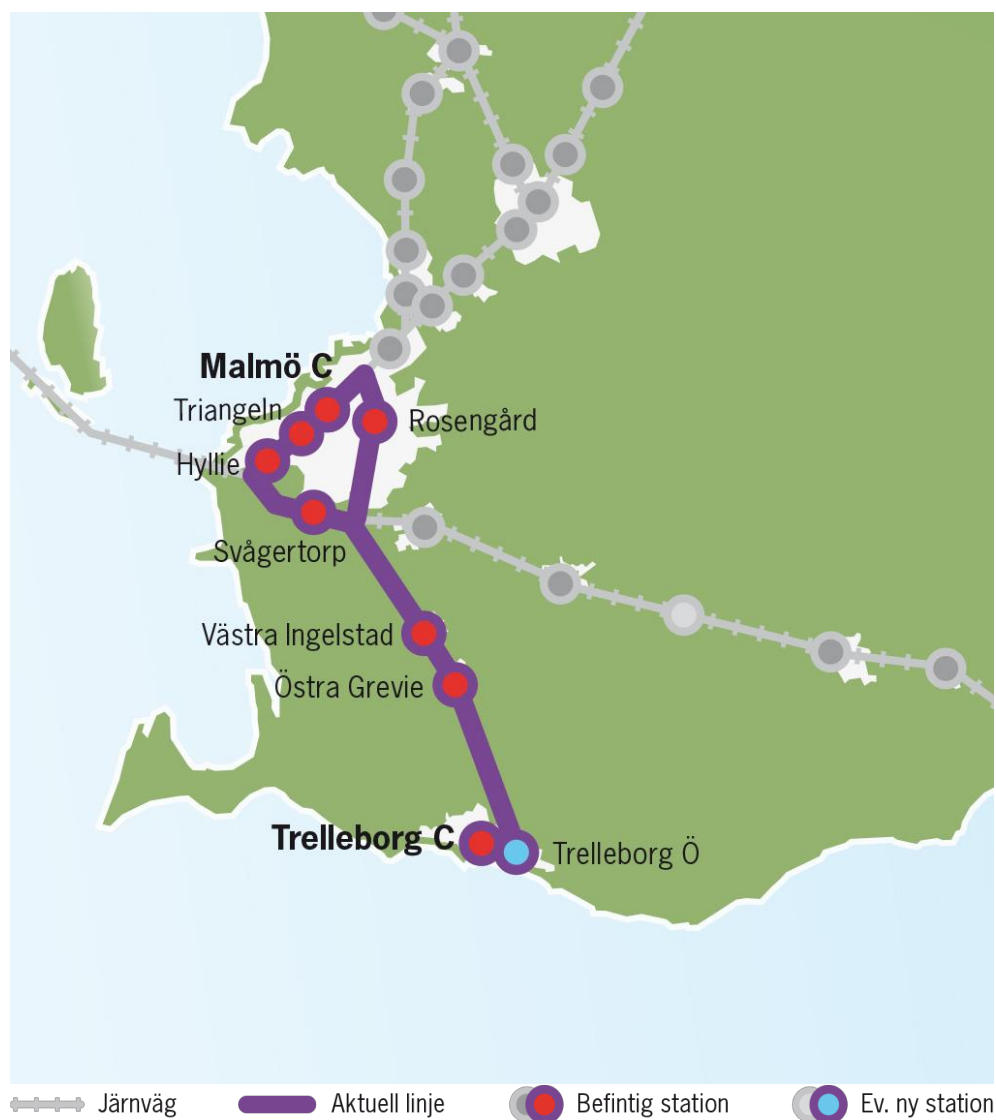 Malmö C
Triangeln
Rosengård
Hyllie
Svågertorp
Västra Ingelstad
Östra Grevie
Trelleborg C
Trelleborg Ö
Järnväg
Aktuell linje
Befintig station
Ev. ny station